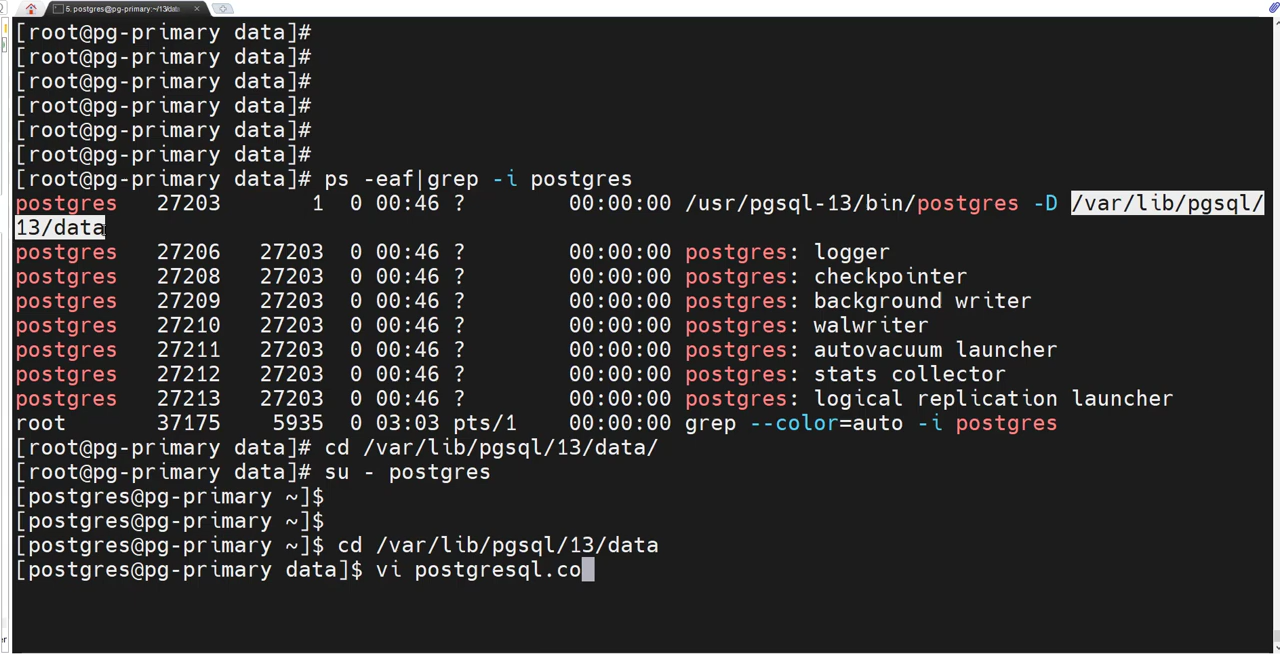 5. postgres@pg-primary:~/13/data
[root@pg-primary data]#
[root@pg-primary data]#
[root@pg-primary data]#
[root@pg-primary data]#
[root@pg-primary data]#
[root@pg-primary data]#
[root@pg-primary data]# ps -eaf|grep -i postgres
postgres   27203       1  0 00:46 ?        00:00:00 /usr/pgsql-13/bin/postgres -D /var/lib/pgsql/
13/data
postgres   27206   27203  0 00:46 ?        00:00:00 postgres: logger
postgres   27208   27203  0 00:46 ?        00:00:00 postgres: checkpointer
postgres   27209   27203  0 00:46 ?        00:00:00 postgres: background writer
postgres   27210   27203  0 00:46 ?        00:00:00 postgres: walwriter
postgres   27211   27203  0 00:46 ?        00:00:00 postgres: autovacuum launcher
postgres   27212   27203  0 00:46 ?        00:00:00 postgres: stats collector
postgres   27213   27203  0 00:46 ?        00:00:00 postgres: logical replication launcher
root       37175    5935  0 03:03 pts/1    00:00:00 grep --color=auto -i postgres
[root@pg-primary data]# cd /var/lib/pgsql/13/data/
[root@pg-primary data]# su - postgres
[postgres@pg-primary ~]$
[postgres@pg-primary ~]$
[postgres@pg-primary ~]$ cd /var/lib/pgsql/13/data
[postgres@pg-primary data]$ vi postgresql.co